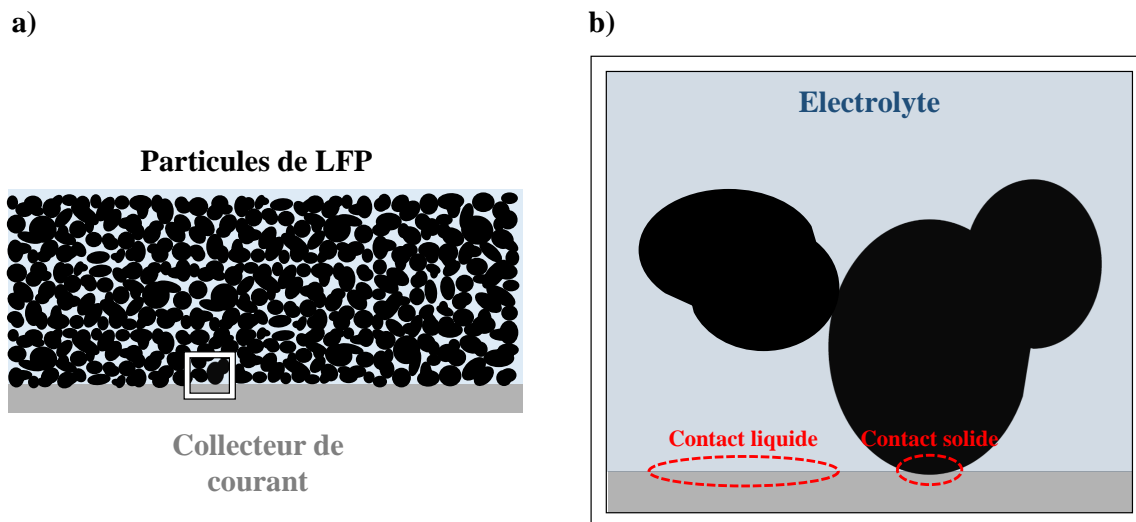 a)
b)
Electrolyte
Particules de LFP
Contact liquide
Contact solide
Collecteur de
courant